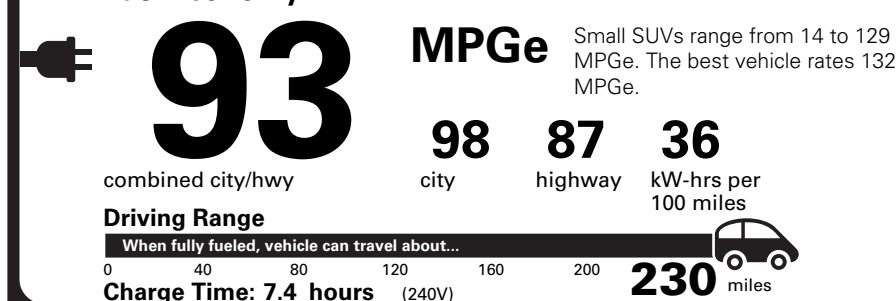 93
MPGe
Small SUVs range from 14 to 129
MPGe. The best vehicle rates 132
MPGe.
98
87
36
combined city/hwy
city
highway
kW-hrs per
100 miles
Driving Range
When fully fueled, vehicle can travel about...
0 40 80 120 160 200 230 miles
Charge Time: 7.4 hours (240V)